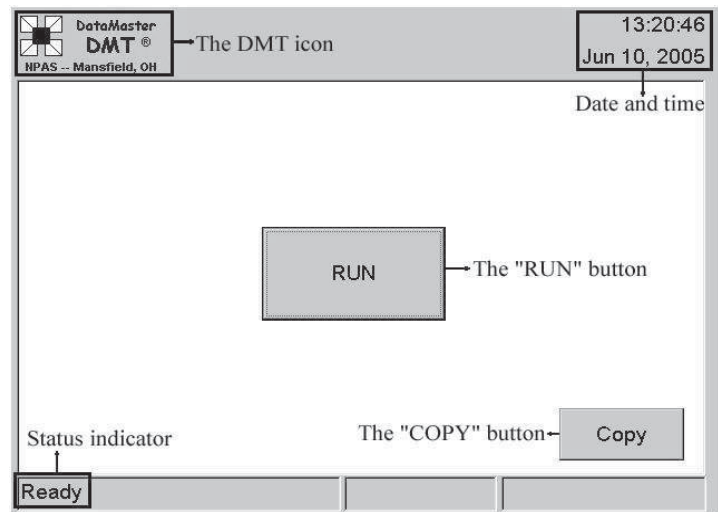 DataMaster
DMT ®
NPAS -- Mansfield, OH
The DMT icon
13:20:46
Jun 10, 2005
Date and time
RUN
The "RUN" button
The "COPY" button
Copy
Status indicator
Ready